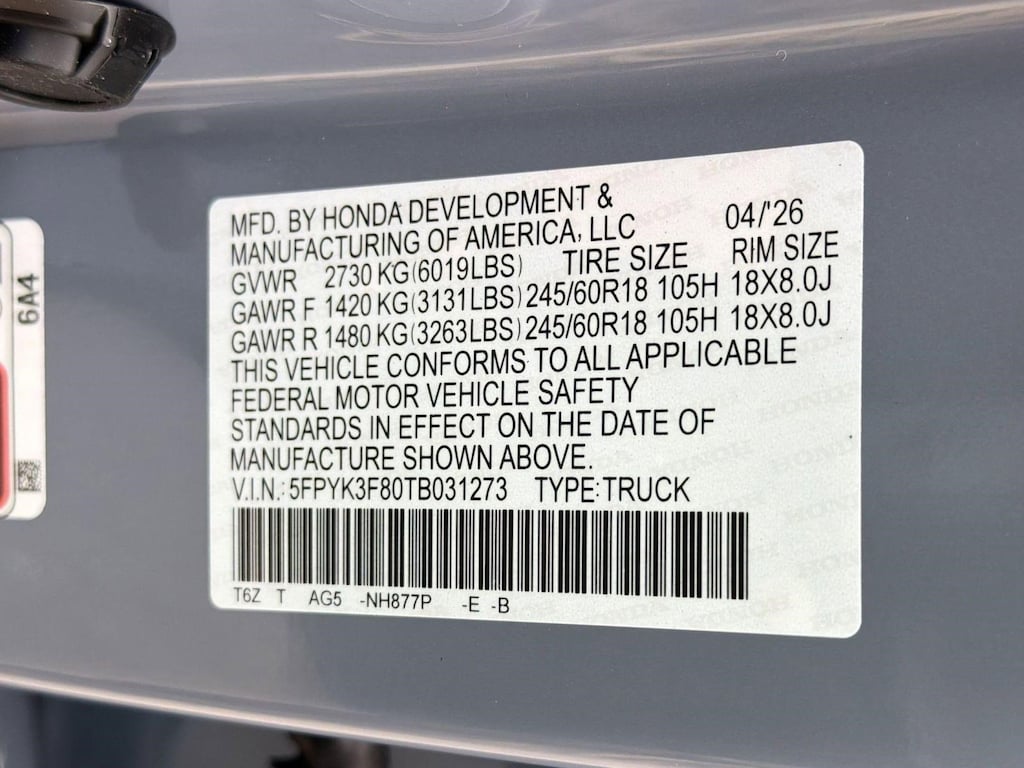 MFD. BY HONDA DEVELOPMENT &
MANUFACTURING OF AMERICA, LLC 04/'26
GVWR 2730 KG(6019LBS) TIRE SIZE RIM SIZE
GAWR F 1420 KG(3131LBS) 245/60R18 105H 18X8.0J
GAWR R 1480 KG(3263LBS) 245/60R18 105H 18X8.0J
THIS VEHICLE CONFORMS TO ALL APPLICABLE
FEDERAL MOTOR VEHICLE SAFETY
STANDARDS IN EFFECT ON THE DATE OF
MANUFACTURE SHOWN ABOVE.
V.I.N.: 5FPYK3F80TB031273 TYPE:TRUCK
T6Z T AG5 -NH877P -E -B
6A4